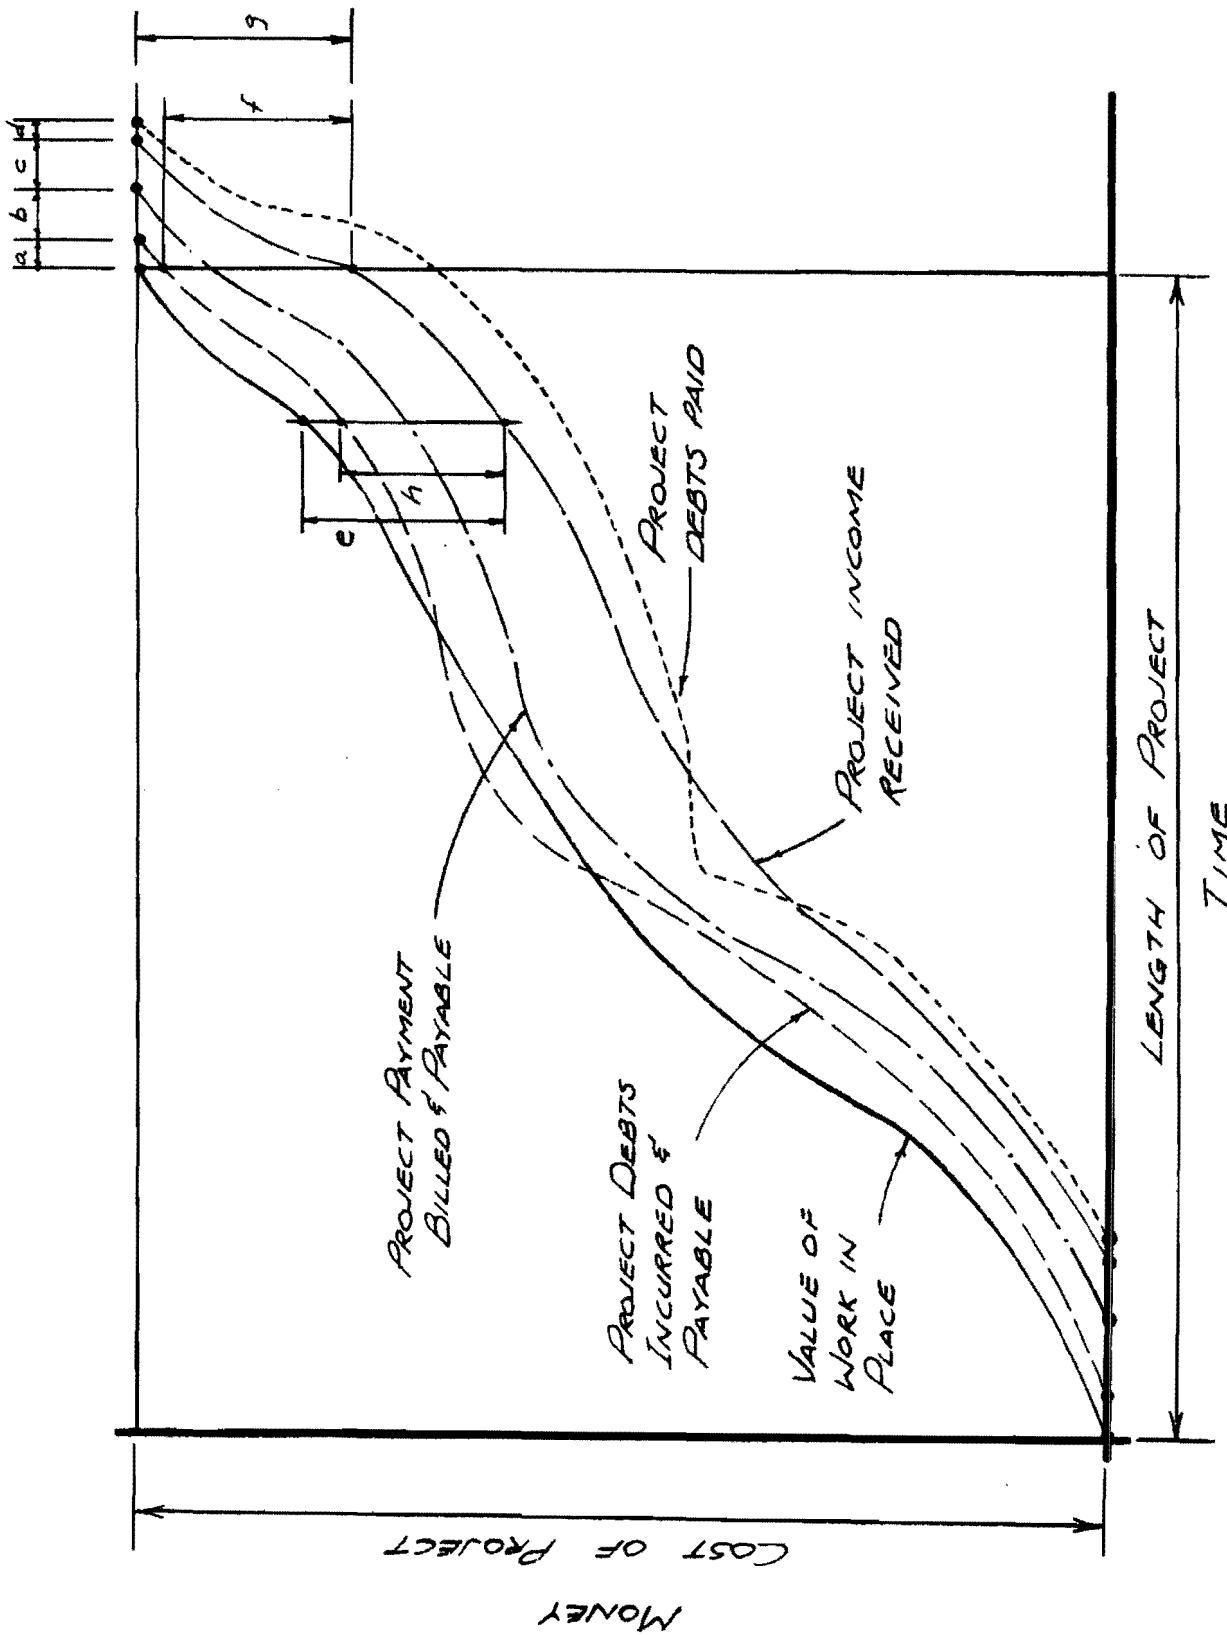 MONEY
COST OF PROJECT
a
b
c
d
e
f
g
h
PROJECT PAYMENT
BILLED & PAYABLE
PROJECT DEBTS
INCURRED &
PAYABLE
VALUE OF
WORK IN
PLACE
PROJECT
DEBTS PAID
PROJECT INCOME
RECEIVED
LENGTH OF PROJECT
TIME